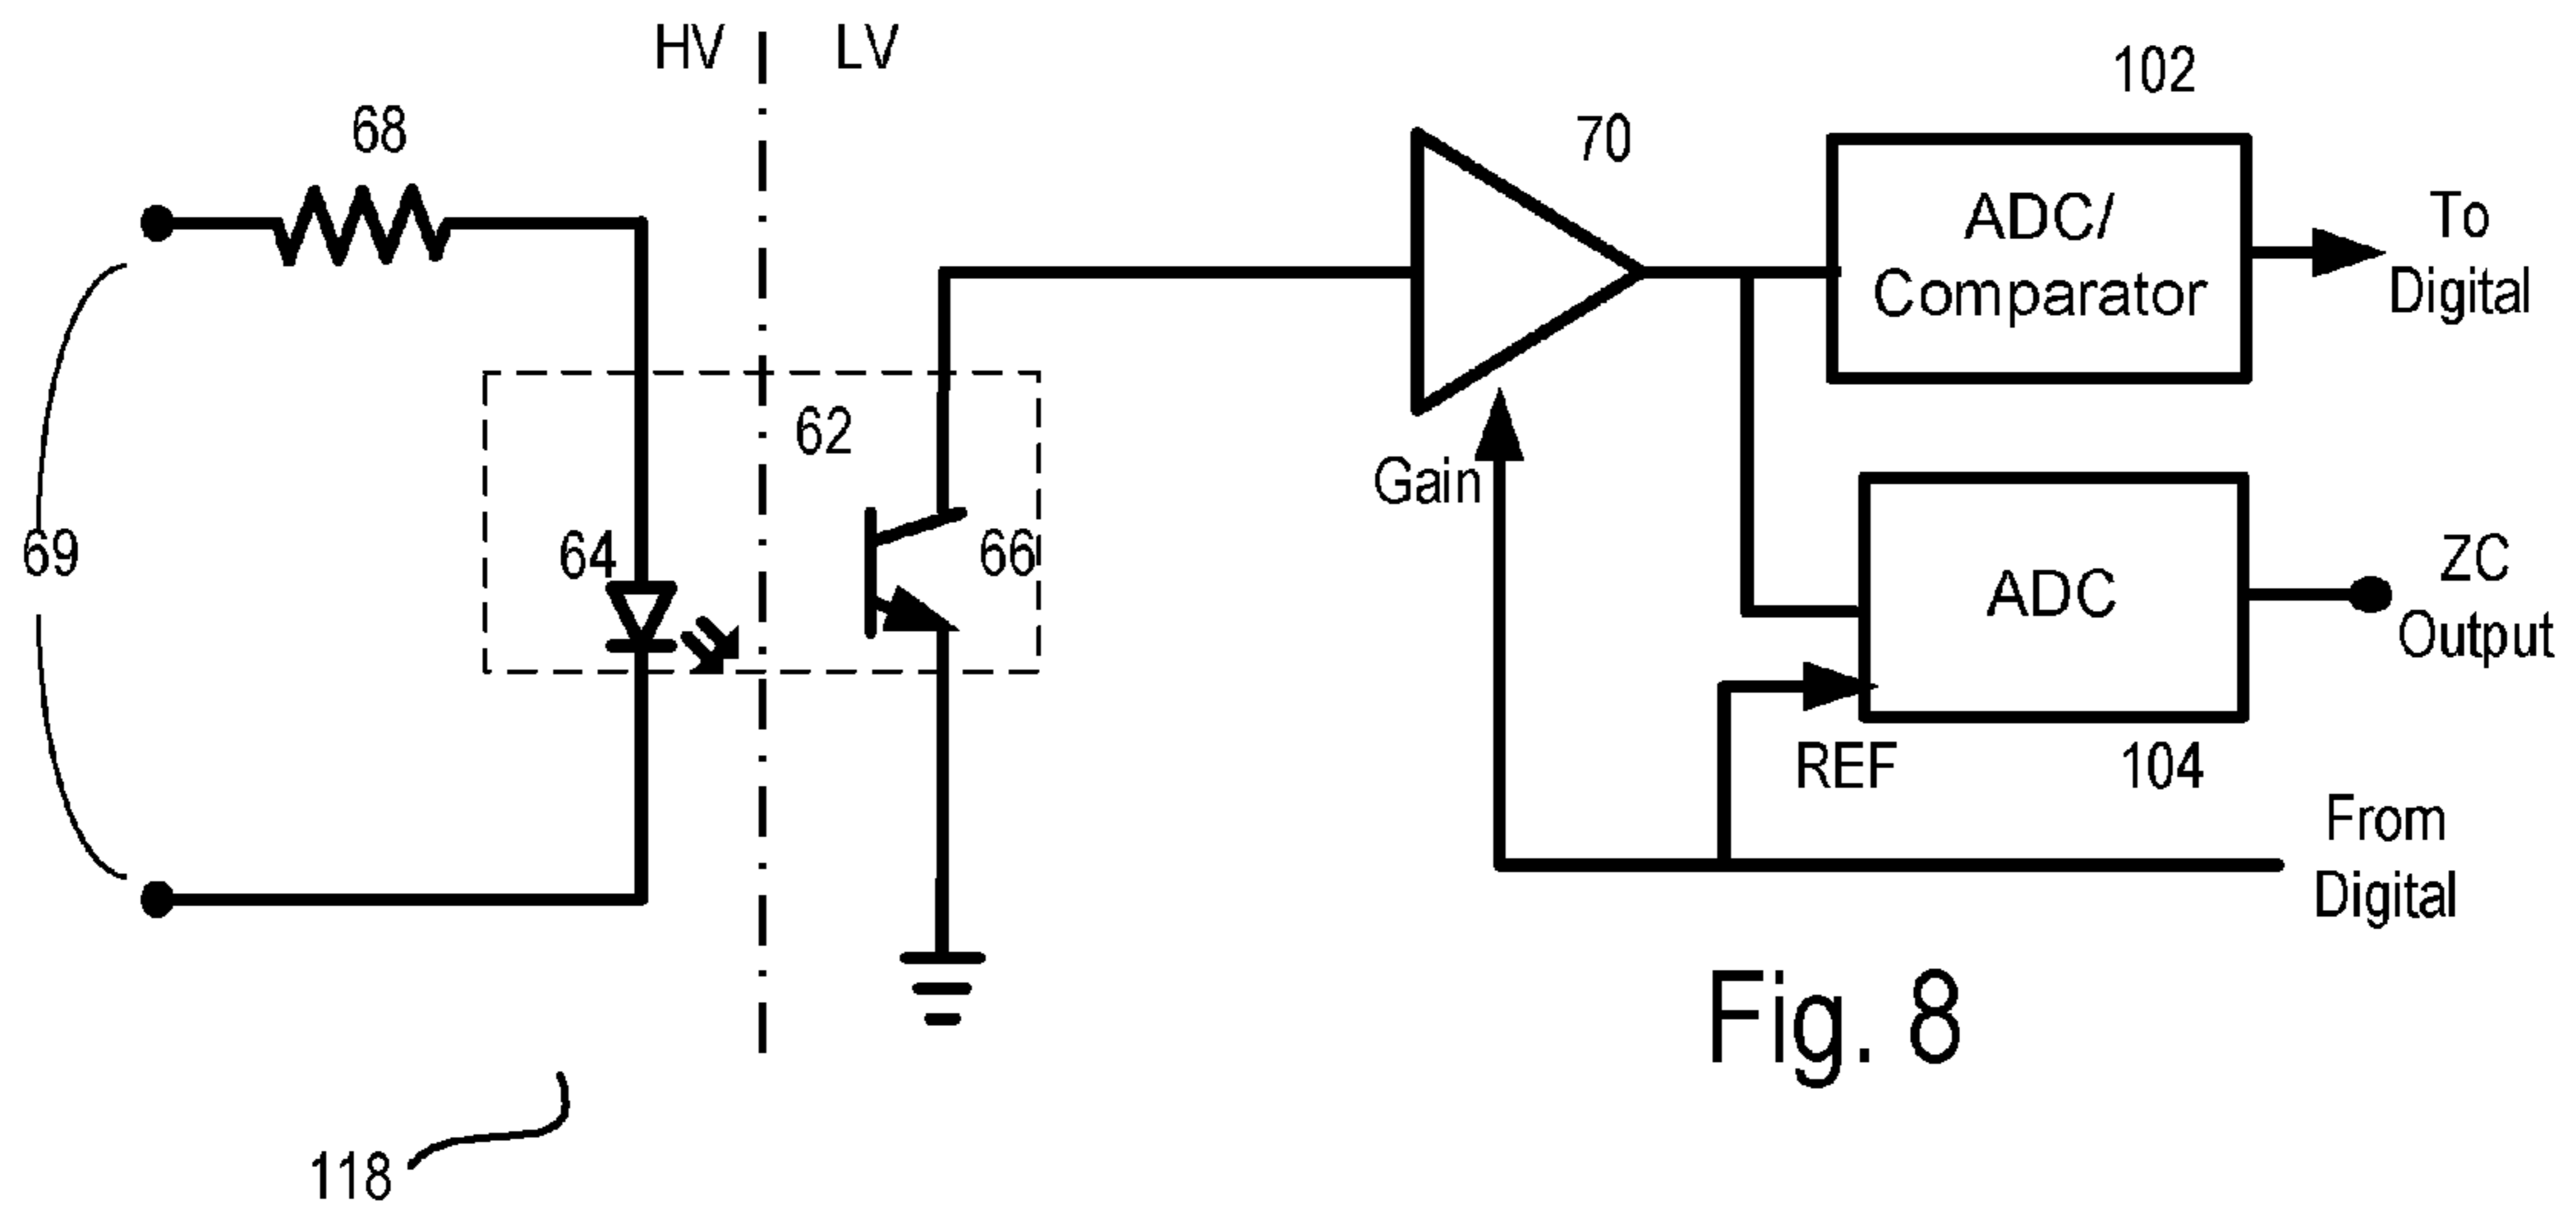 HV
LV
102
68
70
ADC/
Comparator
To
Digital
62
Gain
69
64
66
ADC
ZC
Output
REF
104
From
Digital
Fig. 8
118